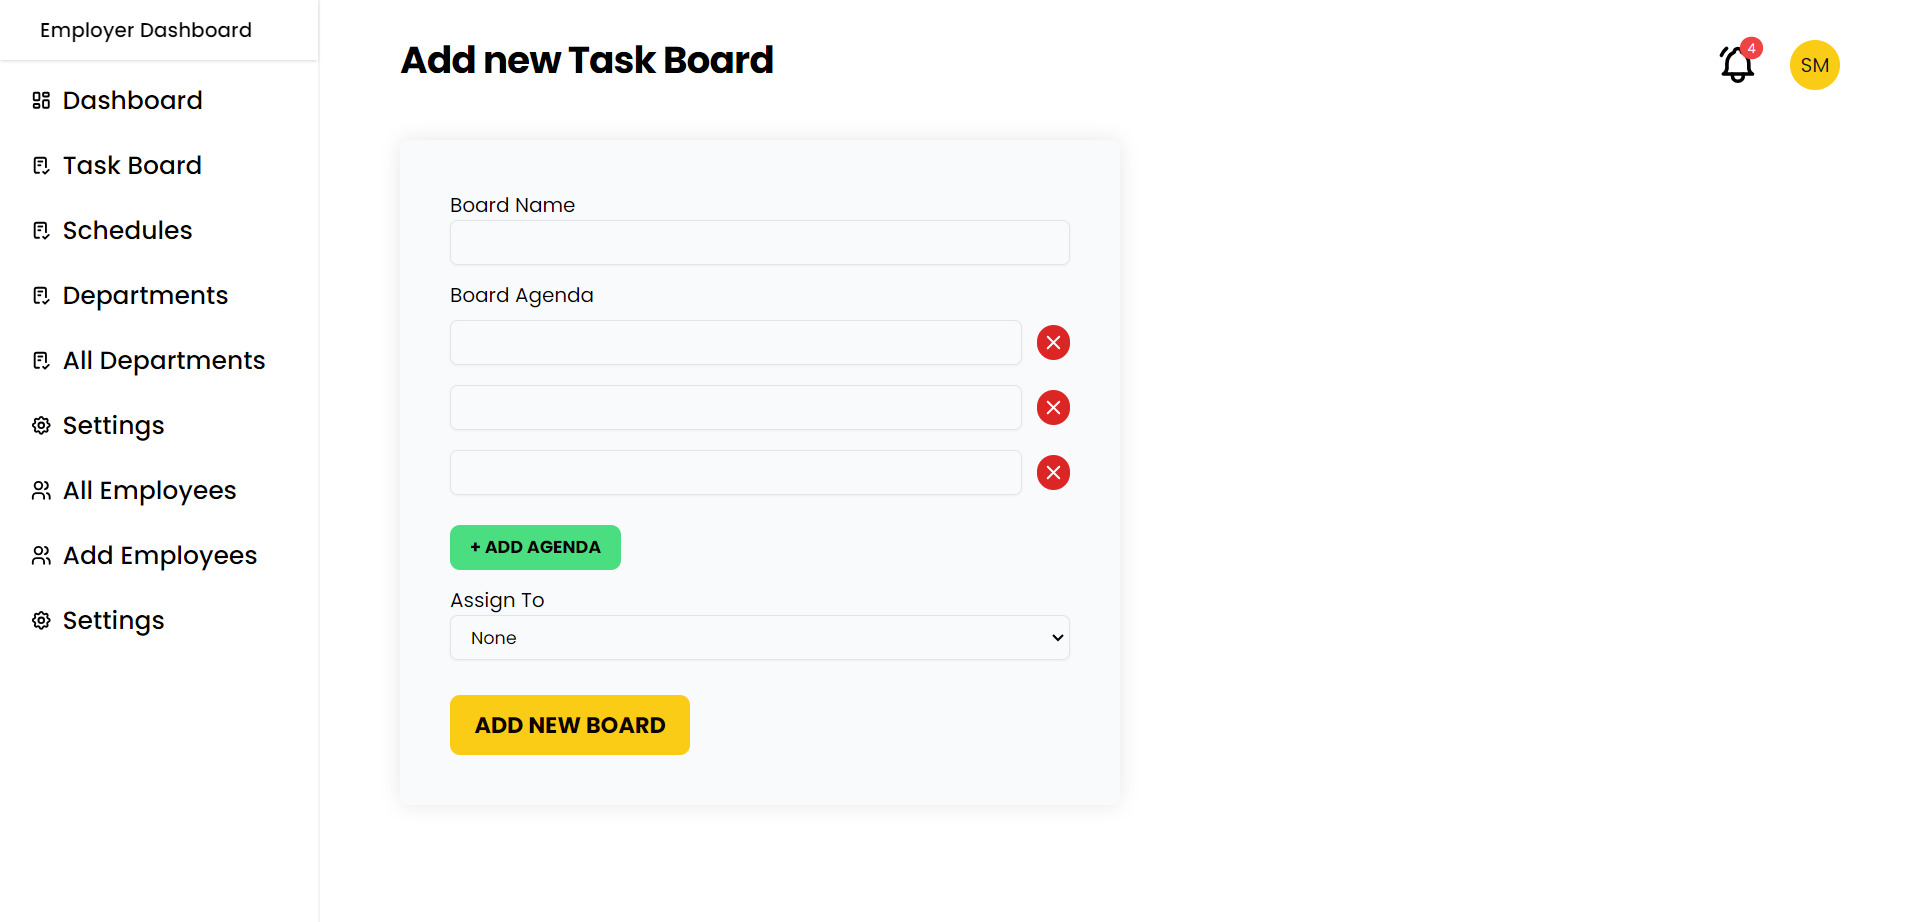 Employer Dashboard
Dashboard
Task Board
Schedules
Departments
All Departments
Settings
All Employees
Add Employees
Settings
Add new Task Board
4
SM
Board Name
Board Agenda
+ ADD AGENDA
Assign To
None
ADD NEW BOARD